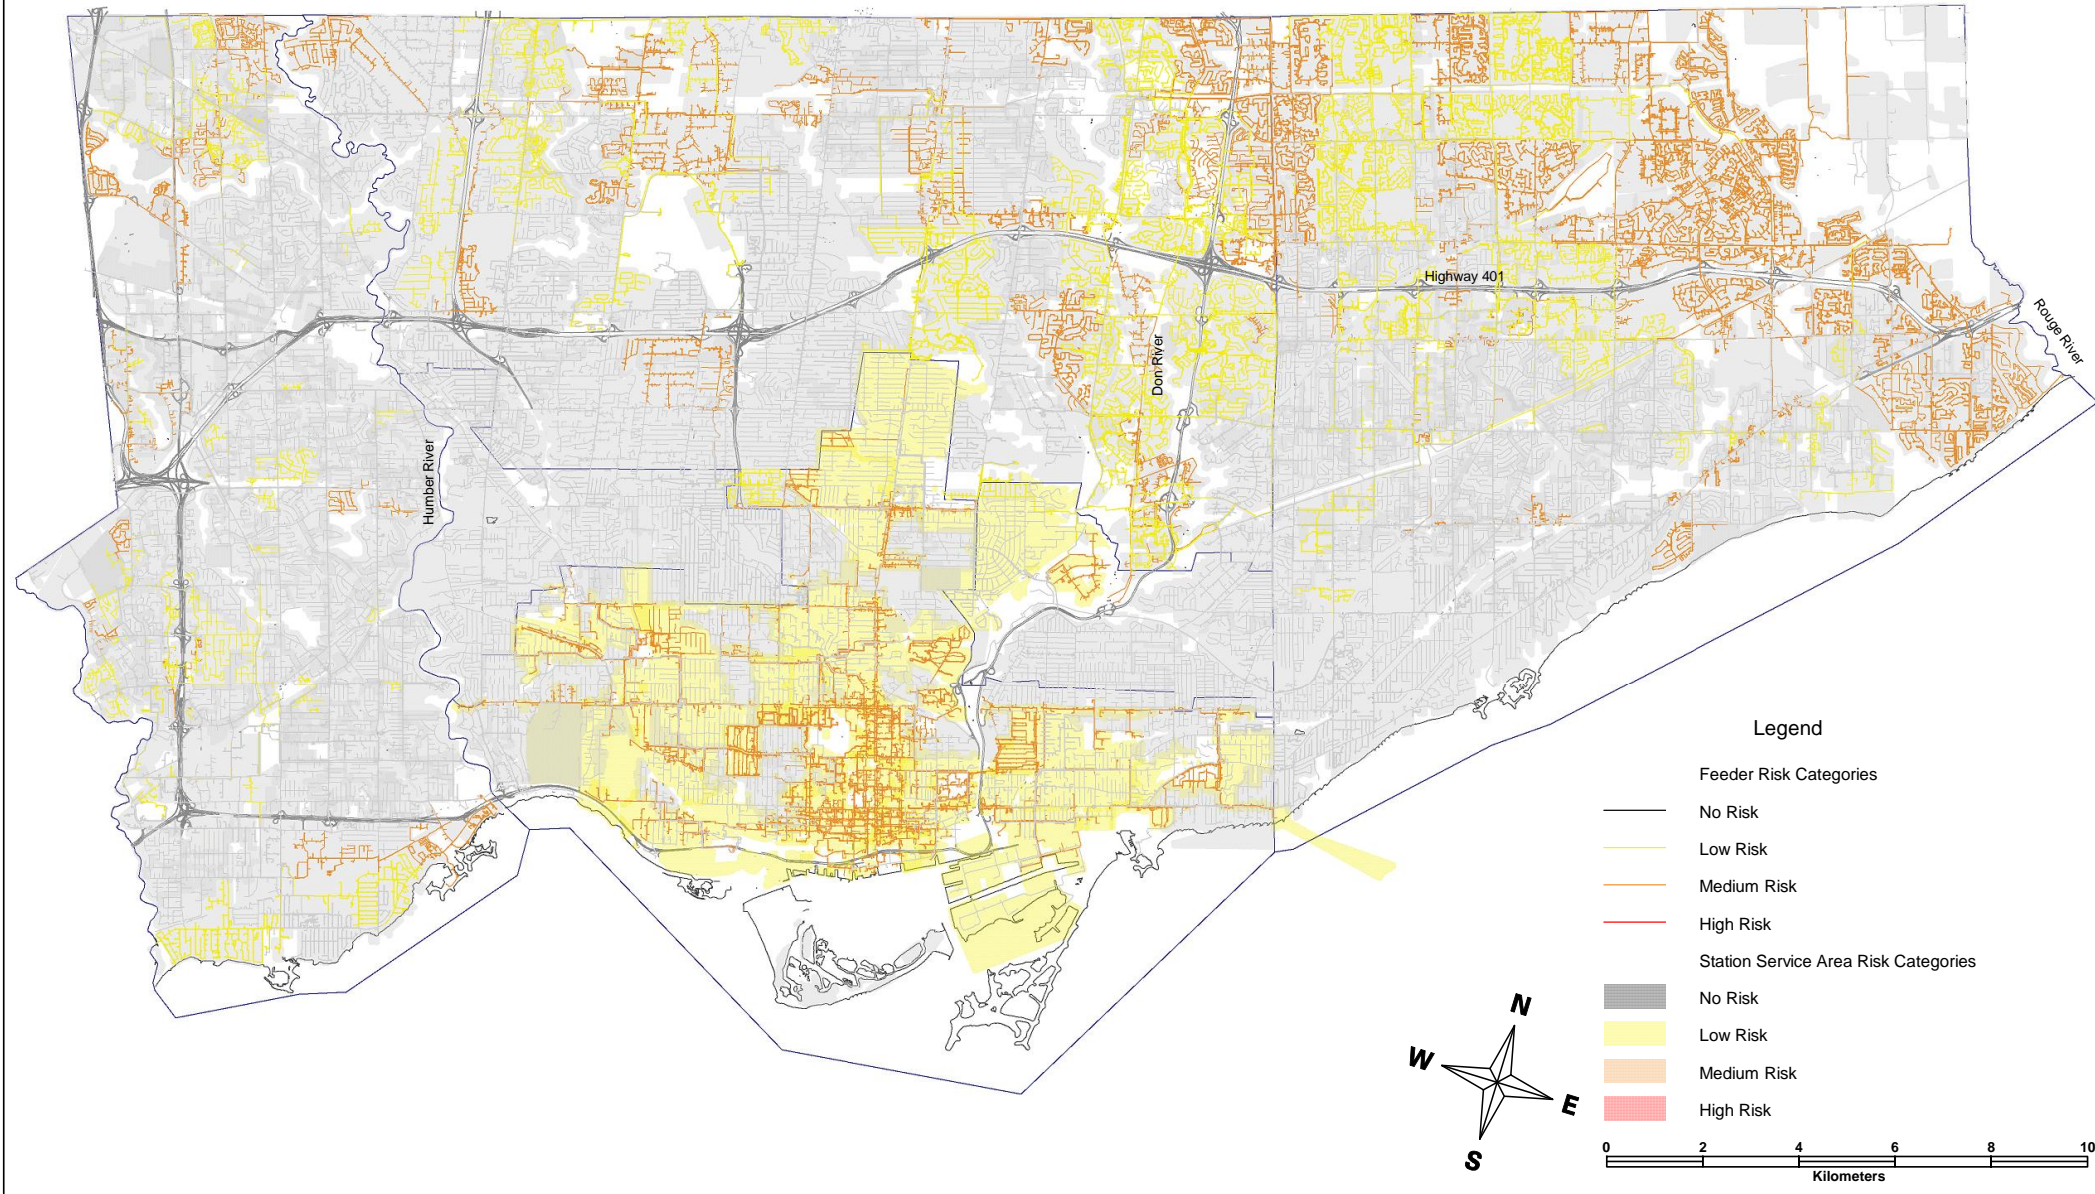 Highway 401
Rouge River
Don River
Humber River
Legend
Feeder Risk Categories
No Risk
Low Risk
Medium Risk
High Risk
Station Service Area Risk Categories
No Risk
Low Risk
Medium Risk
High Risk
N
W
E
S
0 2 4 6 8 10
Kilometers